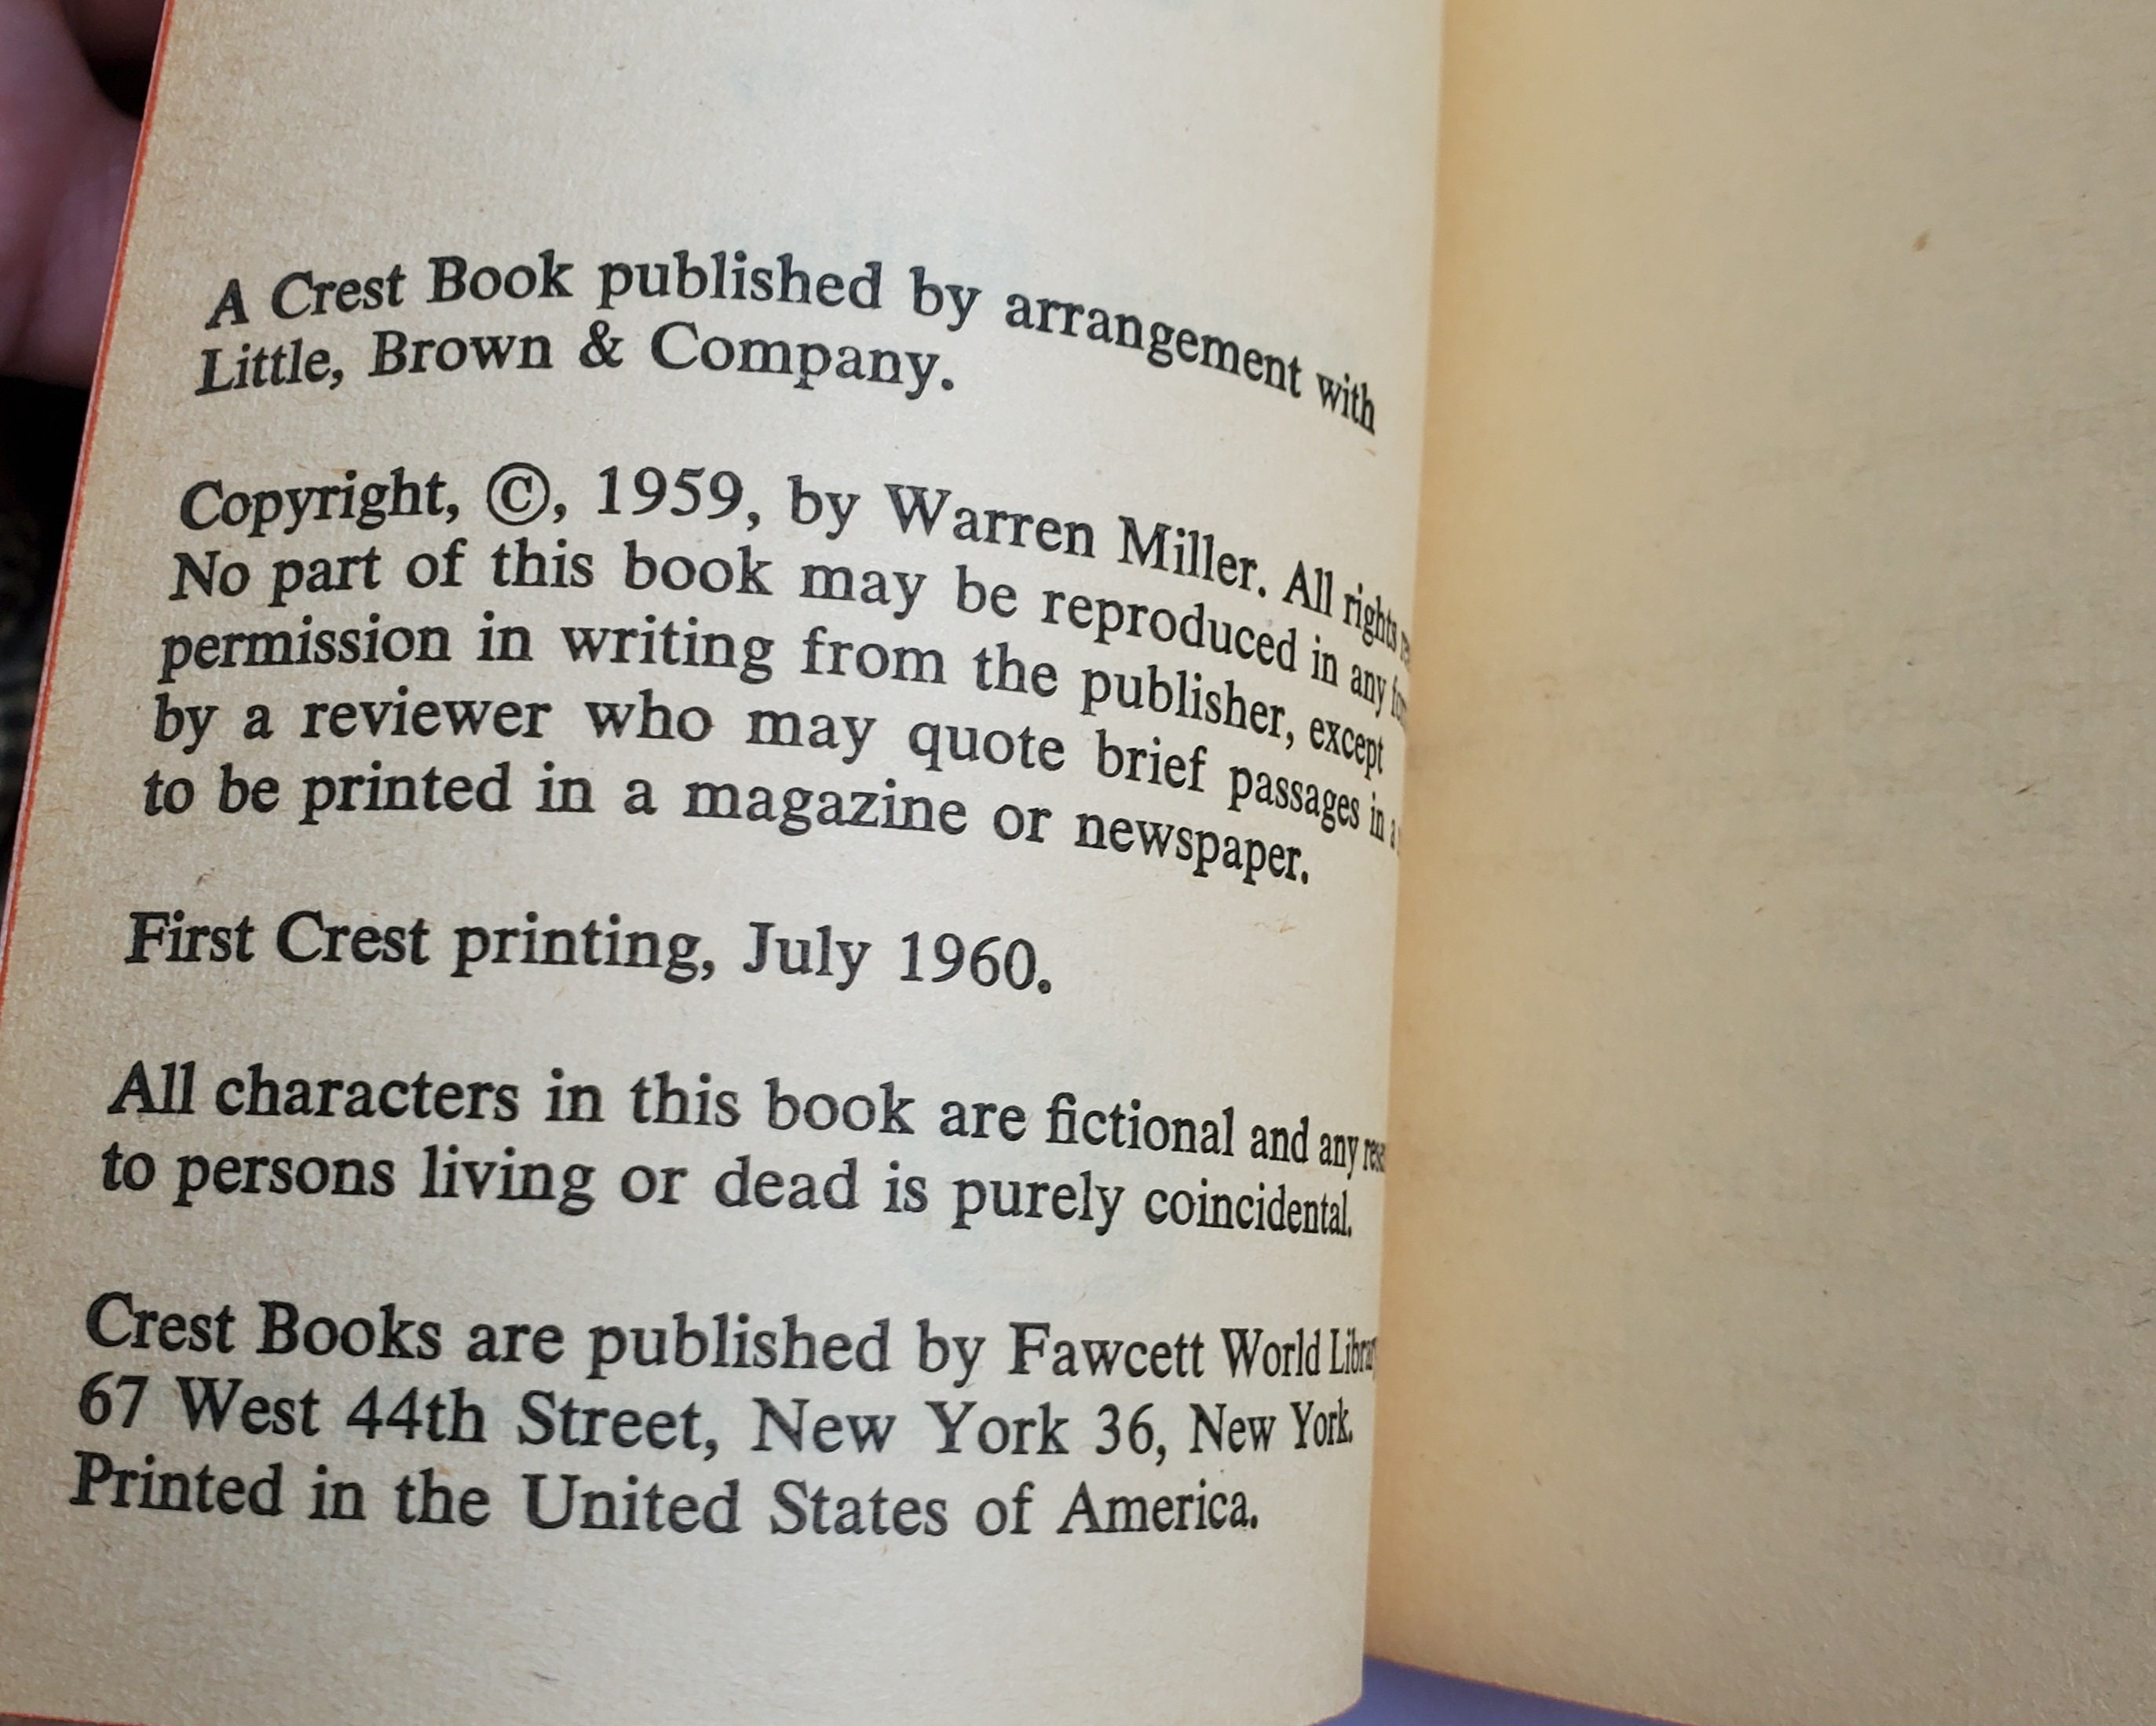 A Crest Book published by arrangement with
Little, Brown & Company.
Copyright, ©, 1959, by Warren Miller. All rights
No part of this book may be reproduced in any
permission in writing from the publisher, except
by a reviewer who may quote brief passages in a
to be printed in a magazine or newspaper.
First Crest printing, July 1960.
All characters in this book are fictional and any
to persons living or dead is purely coincidental.
Crest Books are published by Fawcett World
67 West 44th Street, New York 36, New York.
Printed in the United States of America.